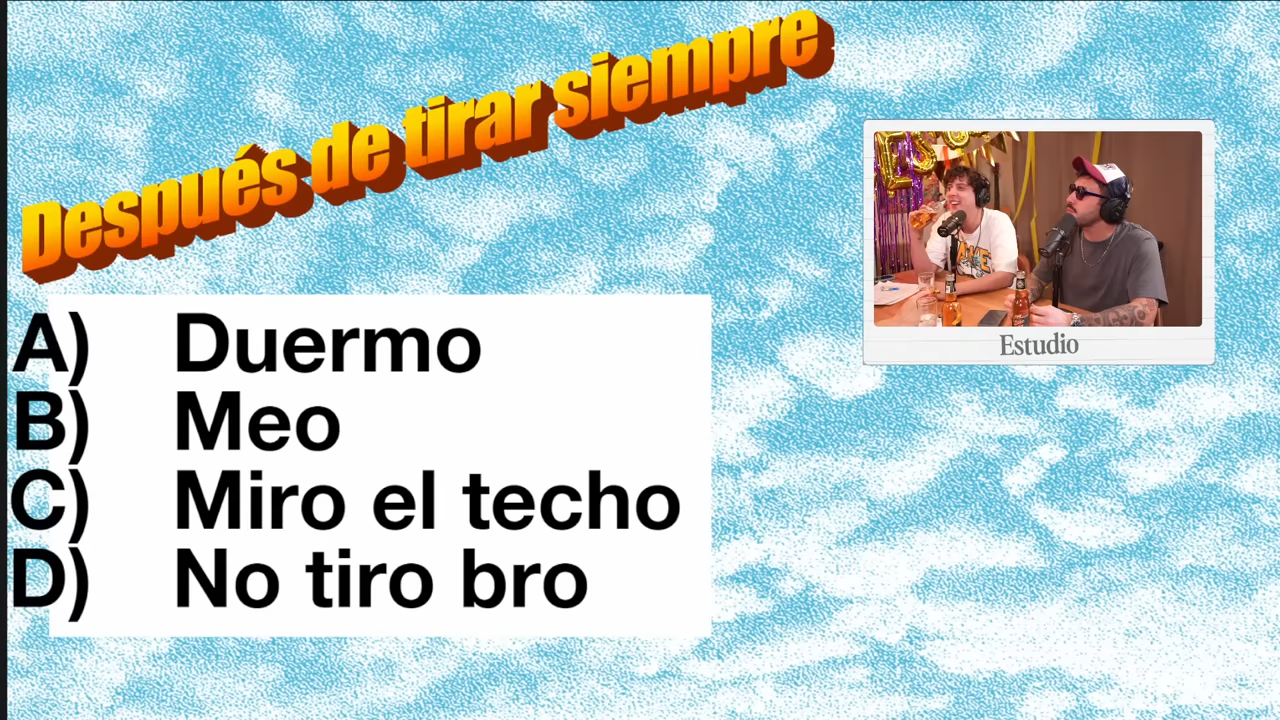 Después de tirar siempre
A) Duermo
B) Meo
C) Miro el techo
D) No tiro bro
Estudio